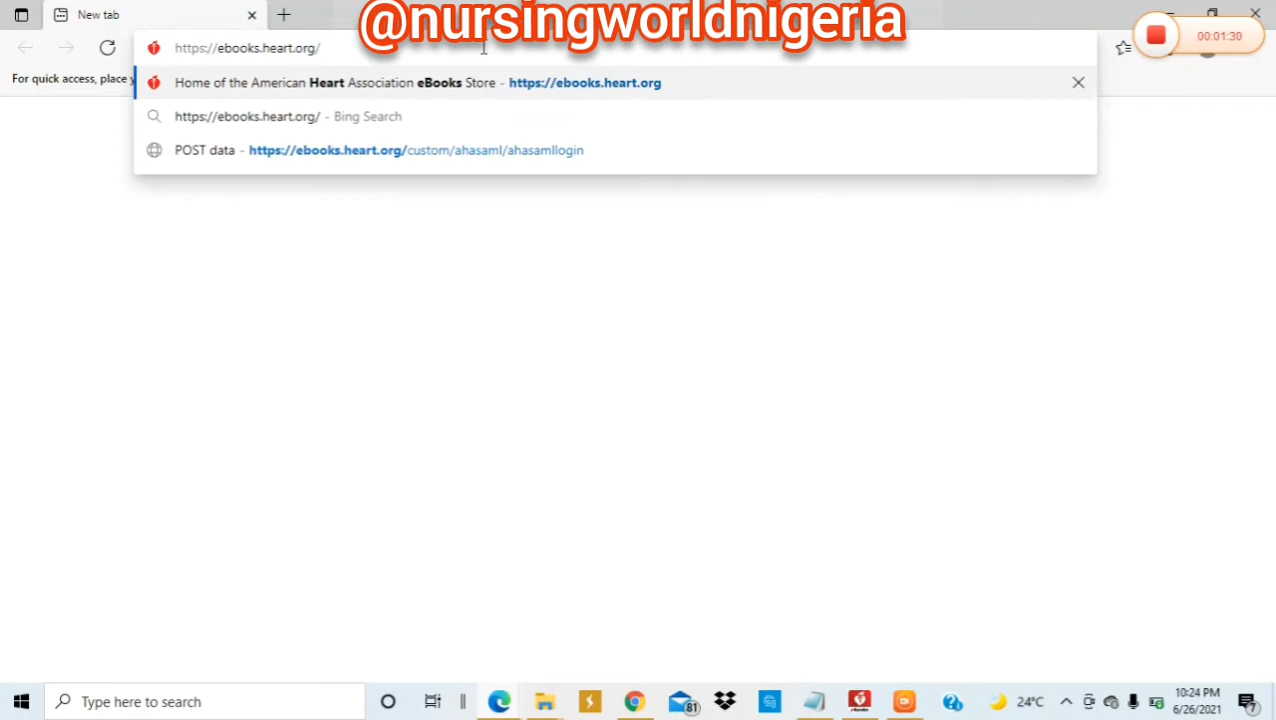 @nursingworldnigeria
New tab
00:01:30
https://ebooks.heart.org/
For quick access, place y
Home of the American Heart Association eBooks Store - https://ebooks.heart.org
https://ebooks.heart.org/ - Bing Search
POST data - https://ebooks.heart.org/custom/ahasaml/ahasamllogin
Type here to search
81
24°C
10:24 PM
6/26/2021
7